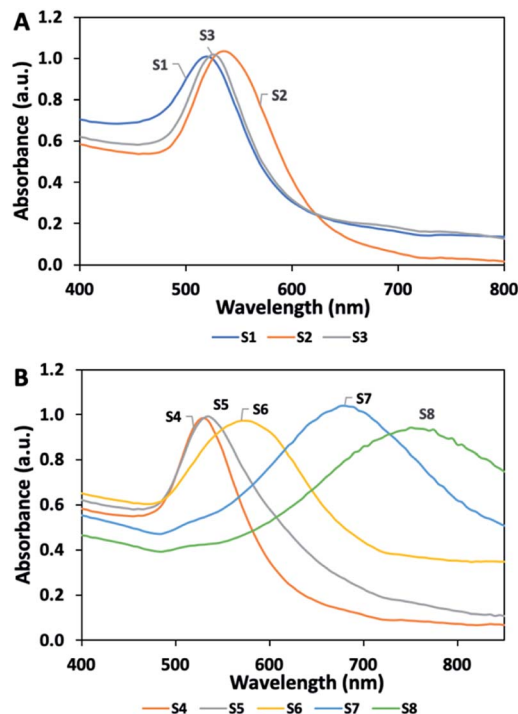 A
Absorbance (a.u.)
1.2
1.0
0.8
0.6
0.4
0.2
0.0
S1
S3
S2
400
500
600
700
800
Wavelength (nm)
S1 S2 S3
B
Absorbance (a.u.)
1.2
1.0
0.8
0.6
0.4
0.2
0.0
S4
S5
S6
S7
S8
400
500
600
700
800
Wavelength (nm)
S4 S5 S6 S7 S8